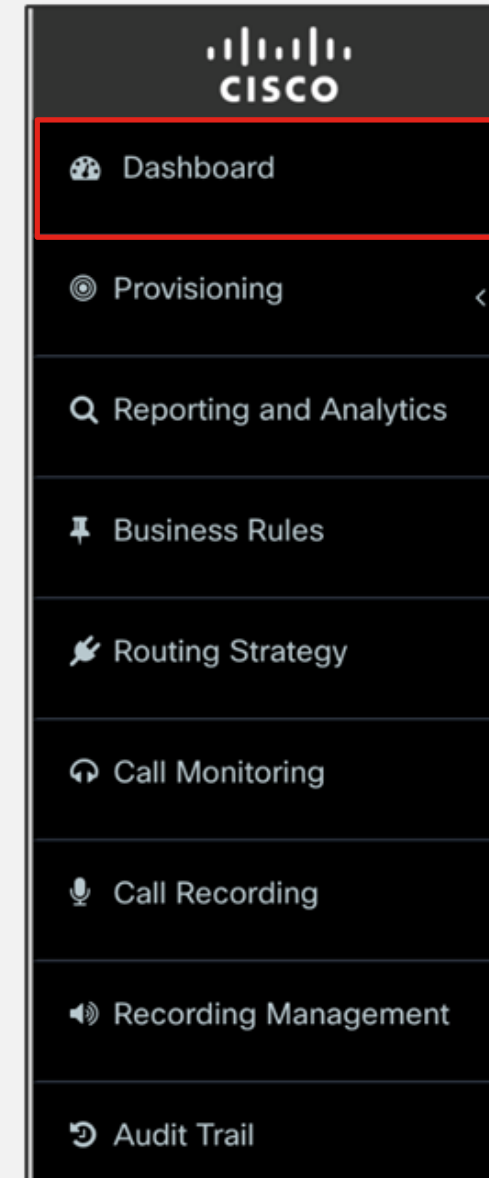 CISCO
Dashboard
Provisioning
Reporting and Analytics
Business Rules
Routing Strategy
Call Monitoring
Call Recording
Recording Management
Audit Trail